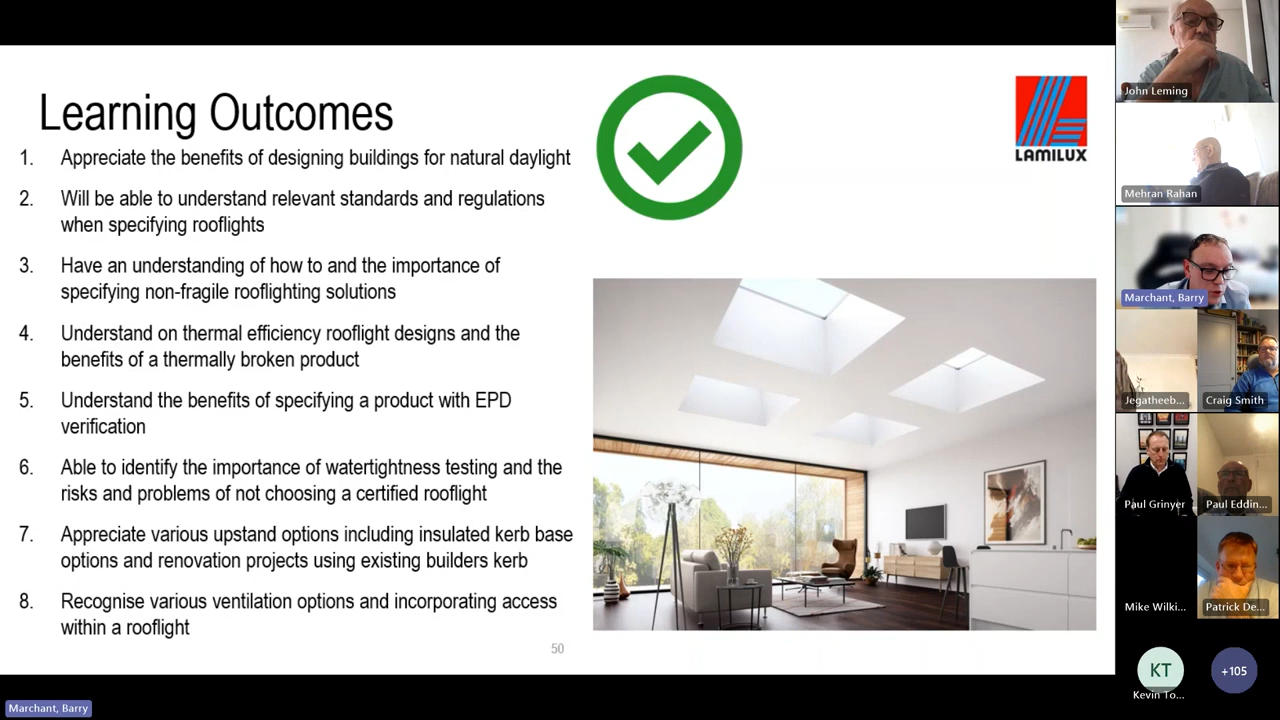 Learning Outcomes
1. Appreciate the benefits of designing buildings for natural daylight
2. Will be able to understand relevant standards and regulations
when specifying rooflights
3. Have an understanding of how to and the importance of
specifying non-fragile rooflighting solutions
4. Understand on thermal efficiency rooflight designs and the
benefits of a thermally broken product
5. Understand the benefits of specifying a product with EPD
verification
6. Able to identify the importance of watertightness testing and the
risks and problems of not choosing a certified rooflight
7. Appreciate various upstand options including insulated kerb base
options and renovation projects using existing builders kerb
8. Recognise various ventilation options and incorporating access
within a rooflight
50
LAMILUX
John Leming
Mehran Rahan
Marchant, Barry
Jegatheeb...
Craig Smith
Paul Grinyer
Paul Eddin...
Mike Wilki...
Patrick De...
KT
Kevin To...
+105
Marchant, Barry